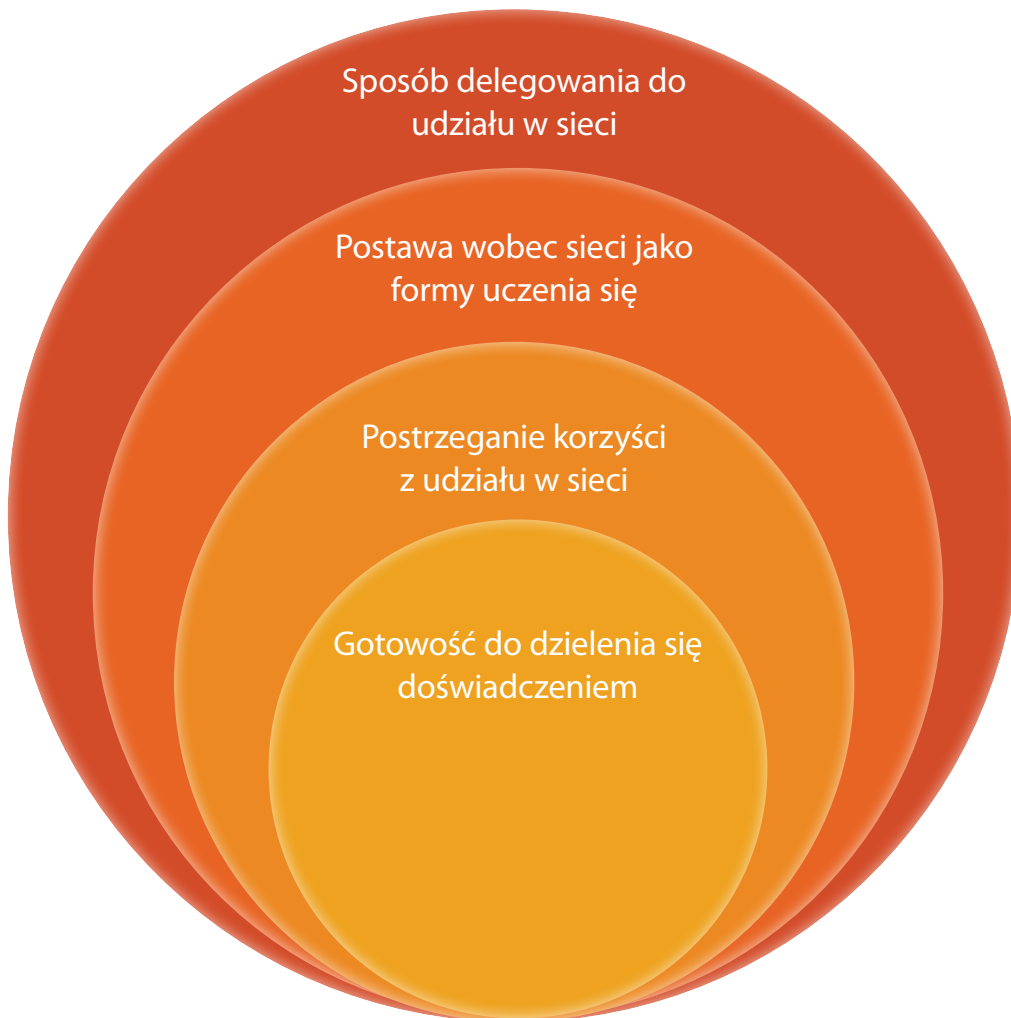 Sposób delegowania do
udziału w sieci
Postawa wobec sieci jako
formy uczenia się
Postrzeganie korzyści
z udziału w sieci
Gotowość do dzielenia się
doświadczeniem